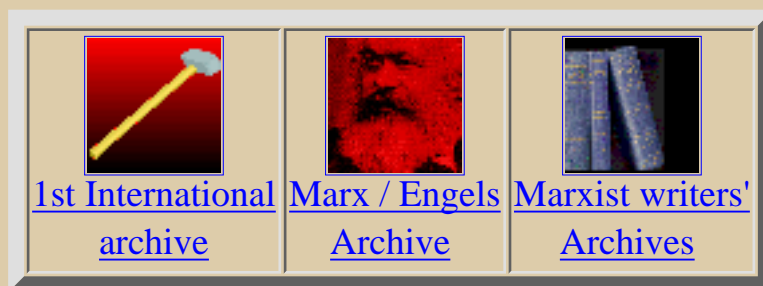 1st International
archive
Marx / Engels
Archive
Marxist writers'
Archives